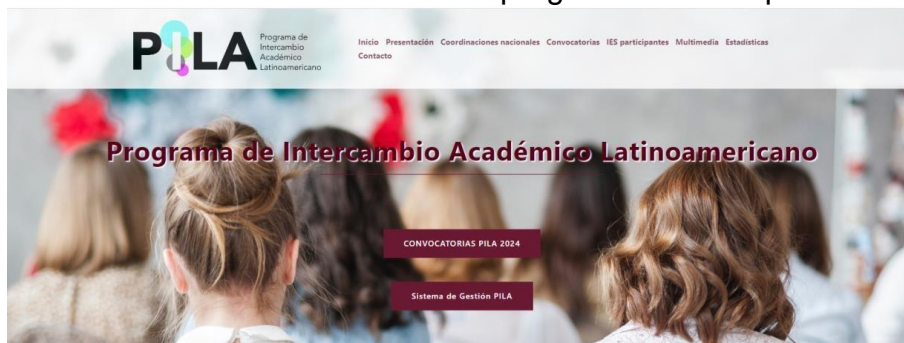 PILA
Programa de
Intercambio
Académico
Latinoamericano
Inicio Presentación Coordinaciones nacionales Convocatorias IES participantes Multimedia Estadísticas
Contacto
Programa de Intercambio Académico Latinoamericano
CONVOCATORIAS PILA 2024
Sistema de Gestión PILA